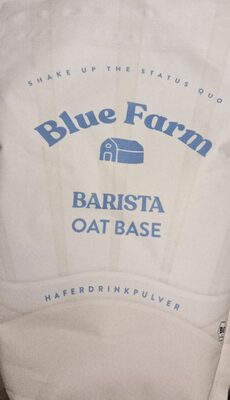 SHAKE UP THE STATUS QUO
Blue Farm
BARISTA
OAT BASE
HAFERDRINKPULVER